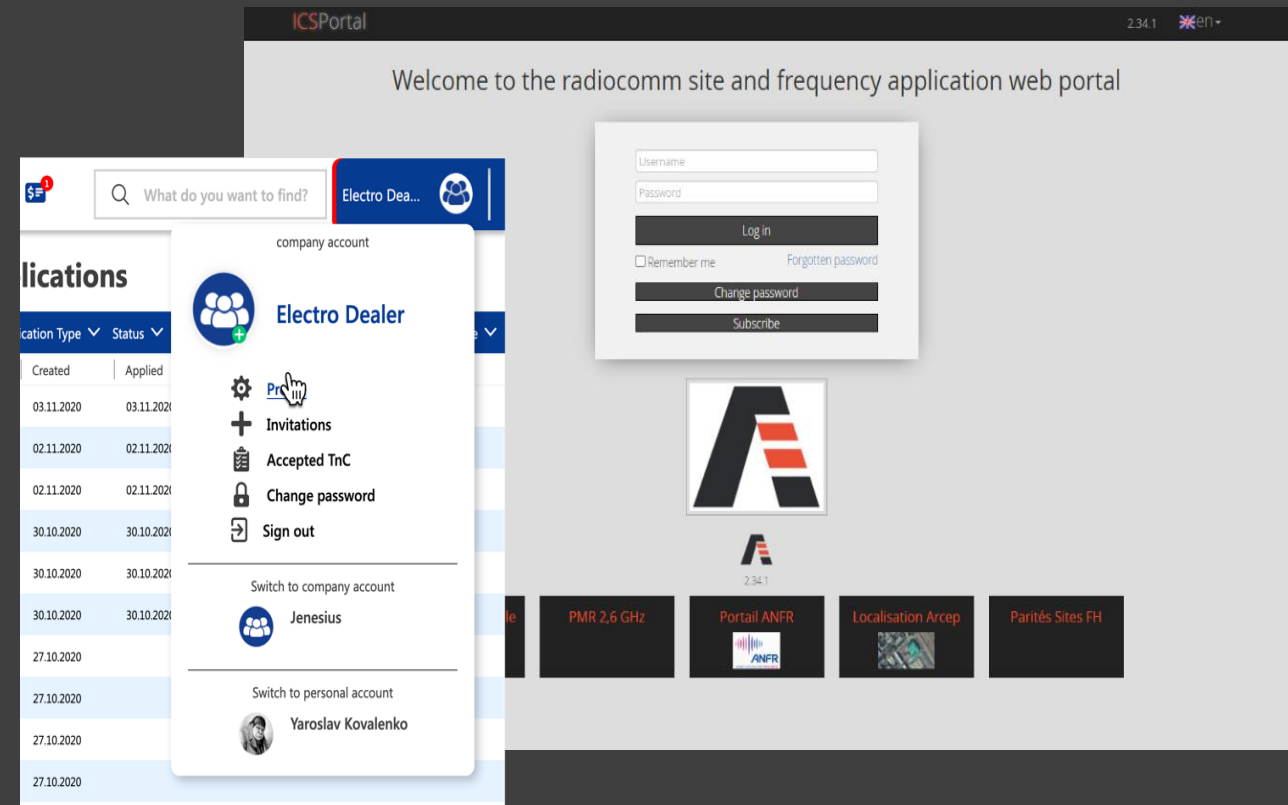 ICSPortal
2.34.1
en
Welcome to the radiocomm site and frequency application web portal
Username
Password
Log in
Remember me
Forgotten password
Change password
Subscribe
2.34.1
PMR 2,6 GHz
Portail ANFR
ANFR
Localisation Arcep
Parités Sites FH
1
What do you want to find?
Electro Dea...
lications
ication Type
Status
Created
Applied
03.11.2020
03.11.2020
02.11.2020
02.11.2020
02.11.2020
02.11.2020
30.10.2020
30.10.2020
30.10.2020
30.10.2020
30.10.2020
30.10.2020
27.10.2020
27.10.2020
27.10.2020
27.10.2020
company account
Electro Dealer
Invitations
Accepted TnC
Change password
Sign out
Switch to company account
Jenesius
Switch to personal account
Yaroslav Kovalenko